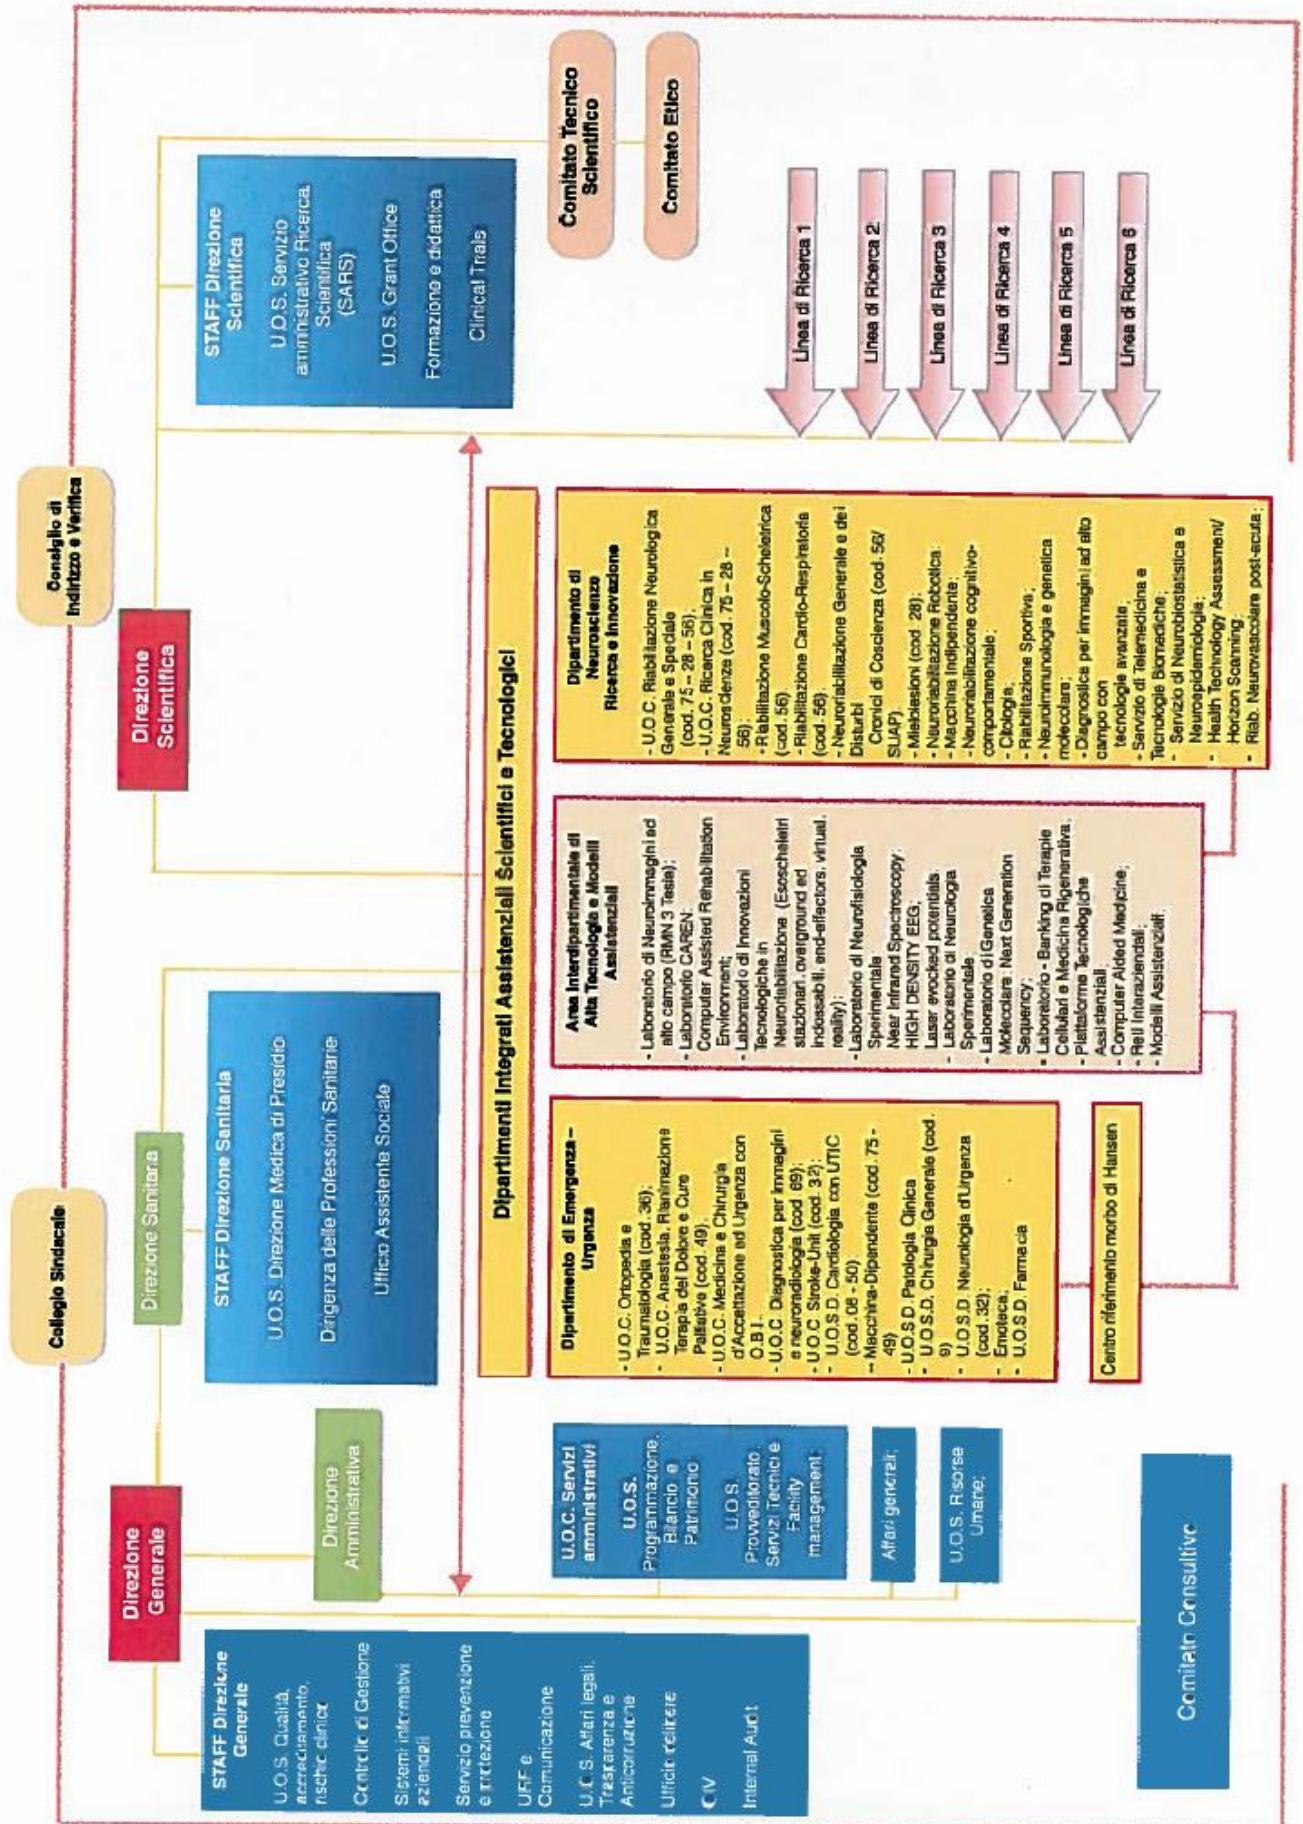 Collegio Sindacale
Consiglio di
Indirizzo e Verifica
Direzione
Generale
Direzione Sanitaria
Direzione
Scientifica
Direzione
Amministrativa
STAFF Direzione
Generale
U.O.S. Qualità,
accreditamento,
rischio clinico
Controllo di Gestione
Sistemi informativi
aziendali
Servizio prevenzione
e protezione
Comunicazione
U.O.S. Affari legali,
Trasparenza e
Anticorruzione
Ufficio
Internal Audit
STAFF Direzione Sanitaria
U.O.S. Direzione Medica di Presidio
Dirigenza delle Professioni Sanitarie
Ufficio Assistente Sociale
STAFF Direzione
Scientifica
U.O.S. Servizio
amministrativo Ricerca
Scientifica
(SARS)
U.O.S. Grant Office
Formazione e didattica
Clinical Trials
Comitato Tecnico
Scientifico
Comitato Etico
Dipartimenti Integrati Assistenziali Scientifici e Tecnologici
U.O.C. Servizi
amministrativi
U.O.S.
Programmazione,
Bilancio e
Patrimonio
U.O.S.
Provveditorato,
Servizi Tecnici e
Facility
management;
Affari generali;
U.O.S. Risorse
Umane;
Comitato Consultivo
Dipartimento di Emergenza –
Urgenza
- U.O.C. Ortopedia e
Traumatologia (cod. 36);
- U.O.C. Anestesia, Rianimazione
Terapia del Dolore e Cure
Palliative (cod. 49);
- U.O.C. Medicina e Chirurgia
d'Accettazione ed Urgenza con
O.B.I.;
- U.O.C. Diagnostica per immagini
e neuroradiologia (cod 69);
- U.O.C Stroke-Unit (cod. 32);
- U.O.S.D. Cardiologia con UTIC
(cod. 08 - 50)
-- Macchina-Dipendente (cod. 75 -
49)
- U.O.S.D. Patologia Clinica
- U.O.S.D. Chirurgia Generale (cod.
9)
- U.O.S.D. Neurologia d'Urgenza
(cod. 32);
- Emoteca;
- U.O.S.D. Farmacia
Centro riferimento morbo di Hansen
Area Interdipartimentale di
Alta Tecnologia e Modelli
Assistenziali
- Laboratorio di Neuroimmagini ad
alto campo (RMN 3 Tesla);
- Laboratorio CAREN:
Computer Assisted Rehabilitation
Environment;
- Laboratorio di Innovazioni
Tecnologiche in
Neuroriabilitazione (Esoscheletri
stazionari, overground ed
indossabili, end-effectors, virtual,
reality);
- Laboratorio di Neurofisiologia
Sperimentale:
Near Infrared Spectroscopy;
HIGH DENSITY EEG;
Laser evocked potentials.
- Laboratorio di Neurologia
Sperimentale;
- Laboratorio di Genetica
Molecolare: Next Generation
Sequency;
- Laboratorio - Banking di Terapie
Cellulari e Medicina Rigenerativa;
- Piattaforme Tecnologiche
Assistenziali;
- Computer Aided Medicine;
- Reti Interaziendali;
- Modelli Assistenziali;
Dipartimento di
Neuroscienze
Ricerca e Innovazione
- U.O.C. Riabilitazione Neurologica
Generale e Speciale
(cod. 75 – 28 – 56);
- U.O.C. Ricerca Clinica in
Neuroscienze (cod. 75 – 28 –
56);
- Riabilitazione Muscolo-Scheletrica
(cod. 56)
- Riabilitazione Cardio-Respiratoria
(cod. 56);
- Neuroriabilitazione Generale e dei
Disturbi
Cronici di Coscienza (cod. 56/
SUAP);
- Mielolesioni (cod. 28);
- Neuroriabilitazione Robotica;
- Macchina Indipendente;
- Neuroriabilitazione cognitivo-
comportamentale;
- Citologia;
- Riabilitazione Sportiva;
- Neuroimmunologia e genetica
molecolare;
- Diagnostica per immagini ad alto
campo con
tecnologie avanzate;
- Servizio di Telemedicina e
Tecnologie Biomediche;
- Servizio di Neurobiostatistica e
Neuroepidemiologia;
- Health Technology Assessment/
Horizon Scanning;
- Riab. Neurovascolare post-acuta;
Linea di Ricerca 1
Linea di Ricerca 2
Linea di Ricerca 3
Linea di Ricerca 4
Linea di Ricerca 5
Linea di Ricerca 6